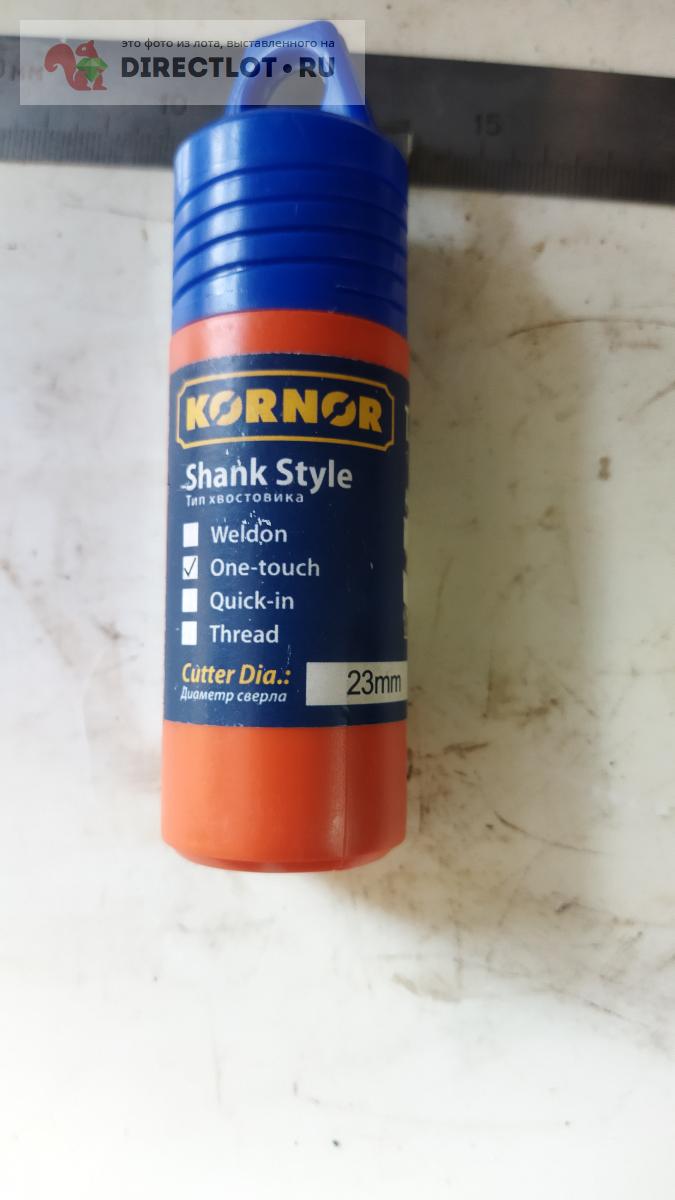 это фото из лота, выставленного на
DIRECTLOT.RU
10
15
KORNOR
Shank Style
Тип хвостовика
Weldon
One-touch
Quick-in
Thread
Cutter Dia.:
23mm
Диаметр сверла